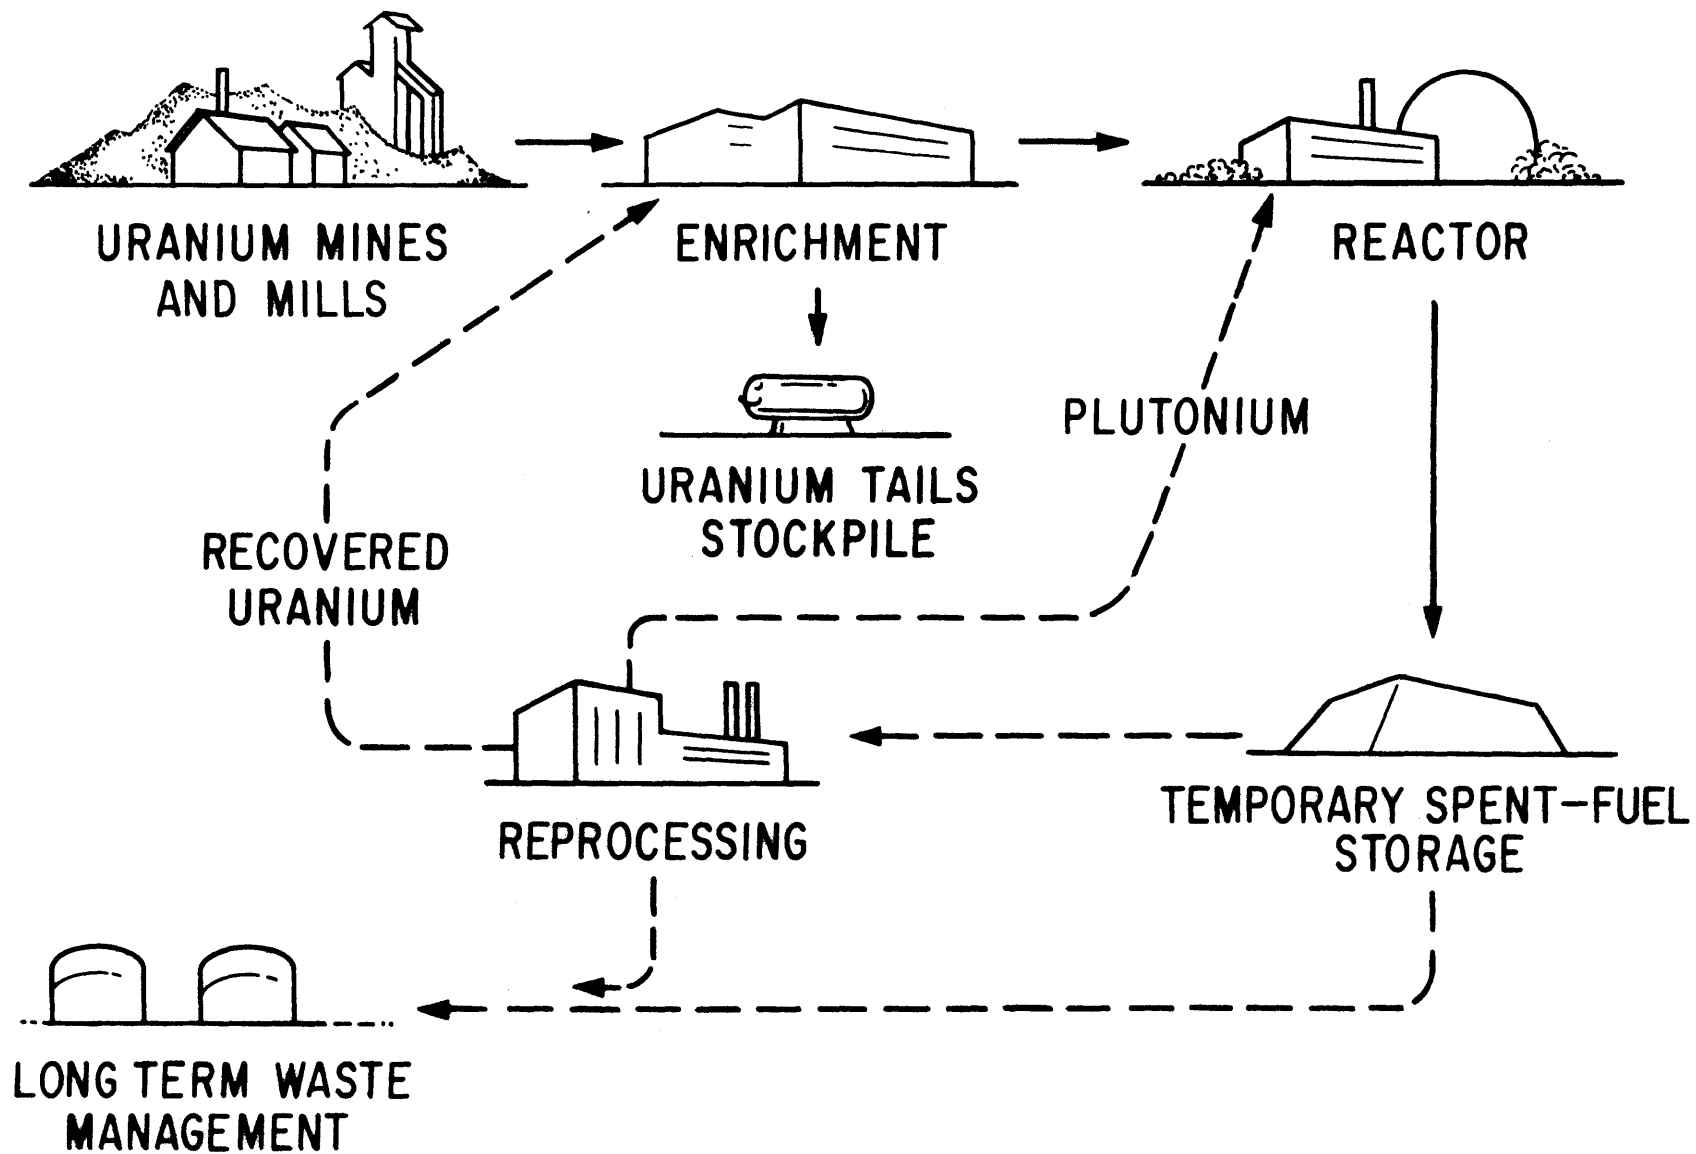 URANIUM MINES
AND MILLS
ENRICHMENT
REACTOR
URANIUM TAILS
STOCKPILE
PLUTONIUM
RECOVERED
URANIUM
REPROCESSING
TEMPORARY SPENT-FUEL
STORAGE
LONG TERM WASTE
MANAGEMENT